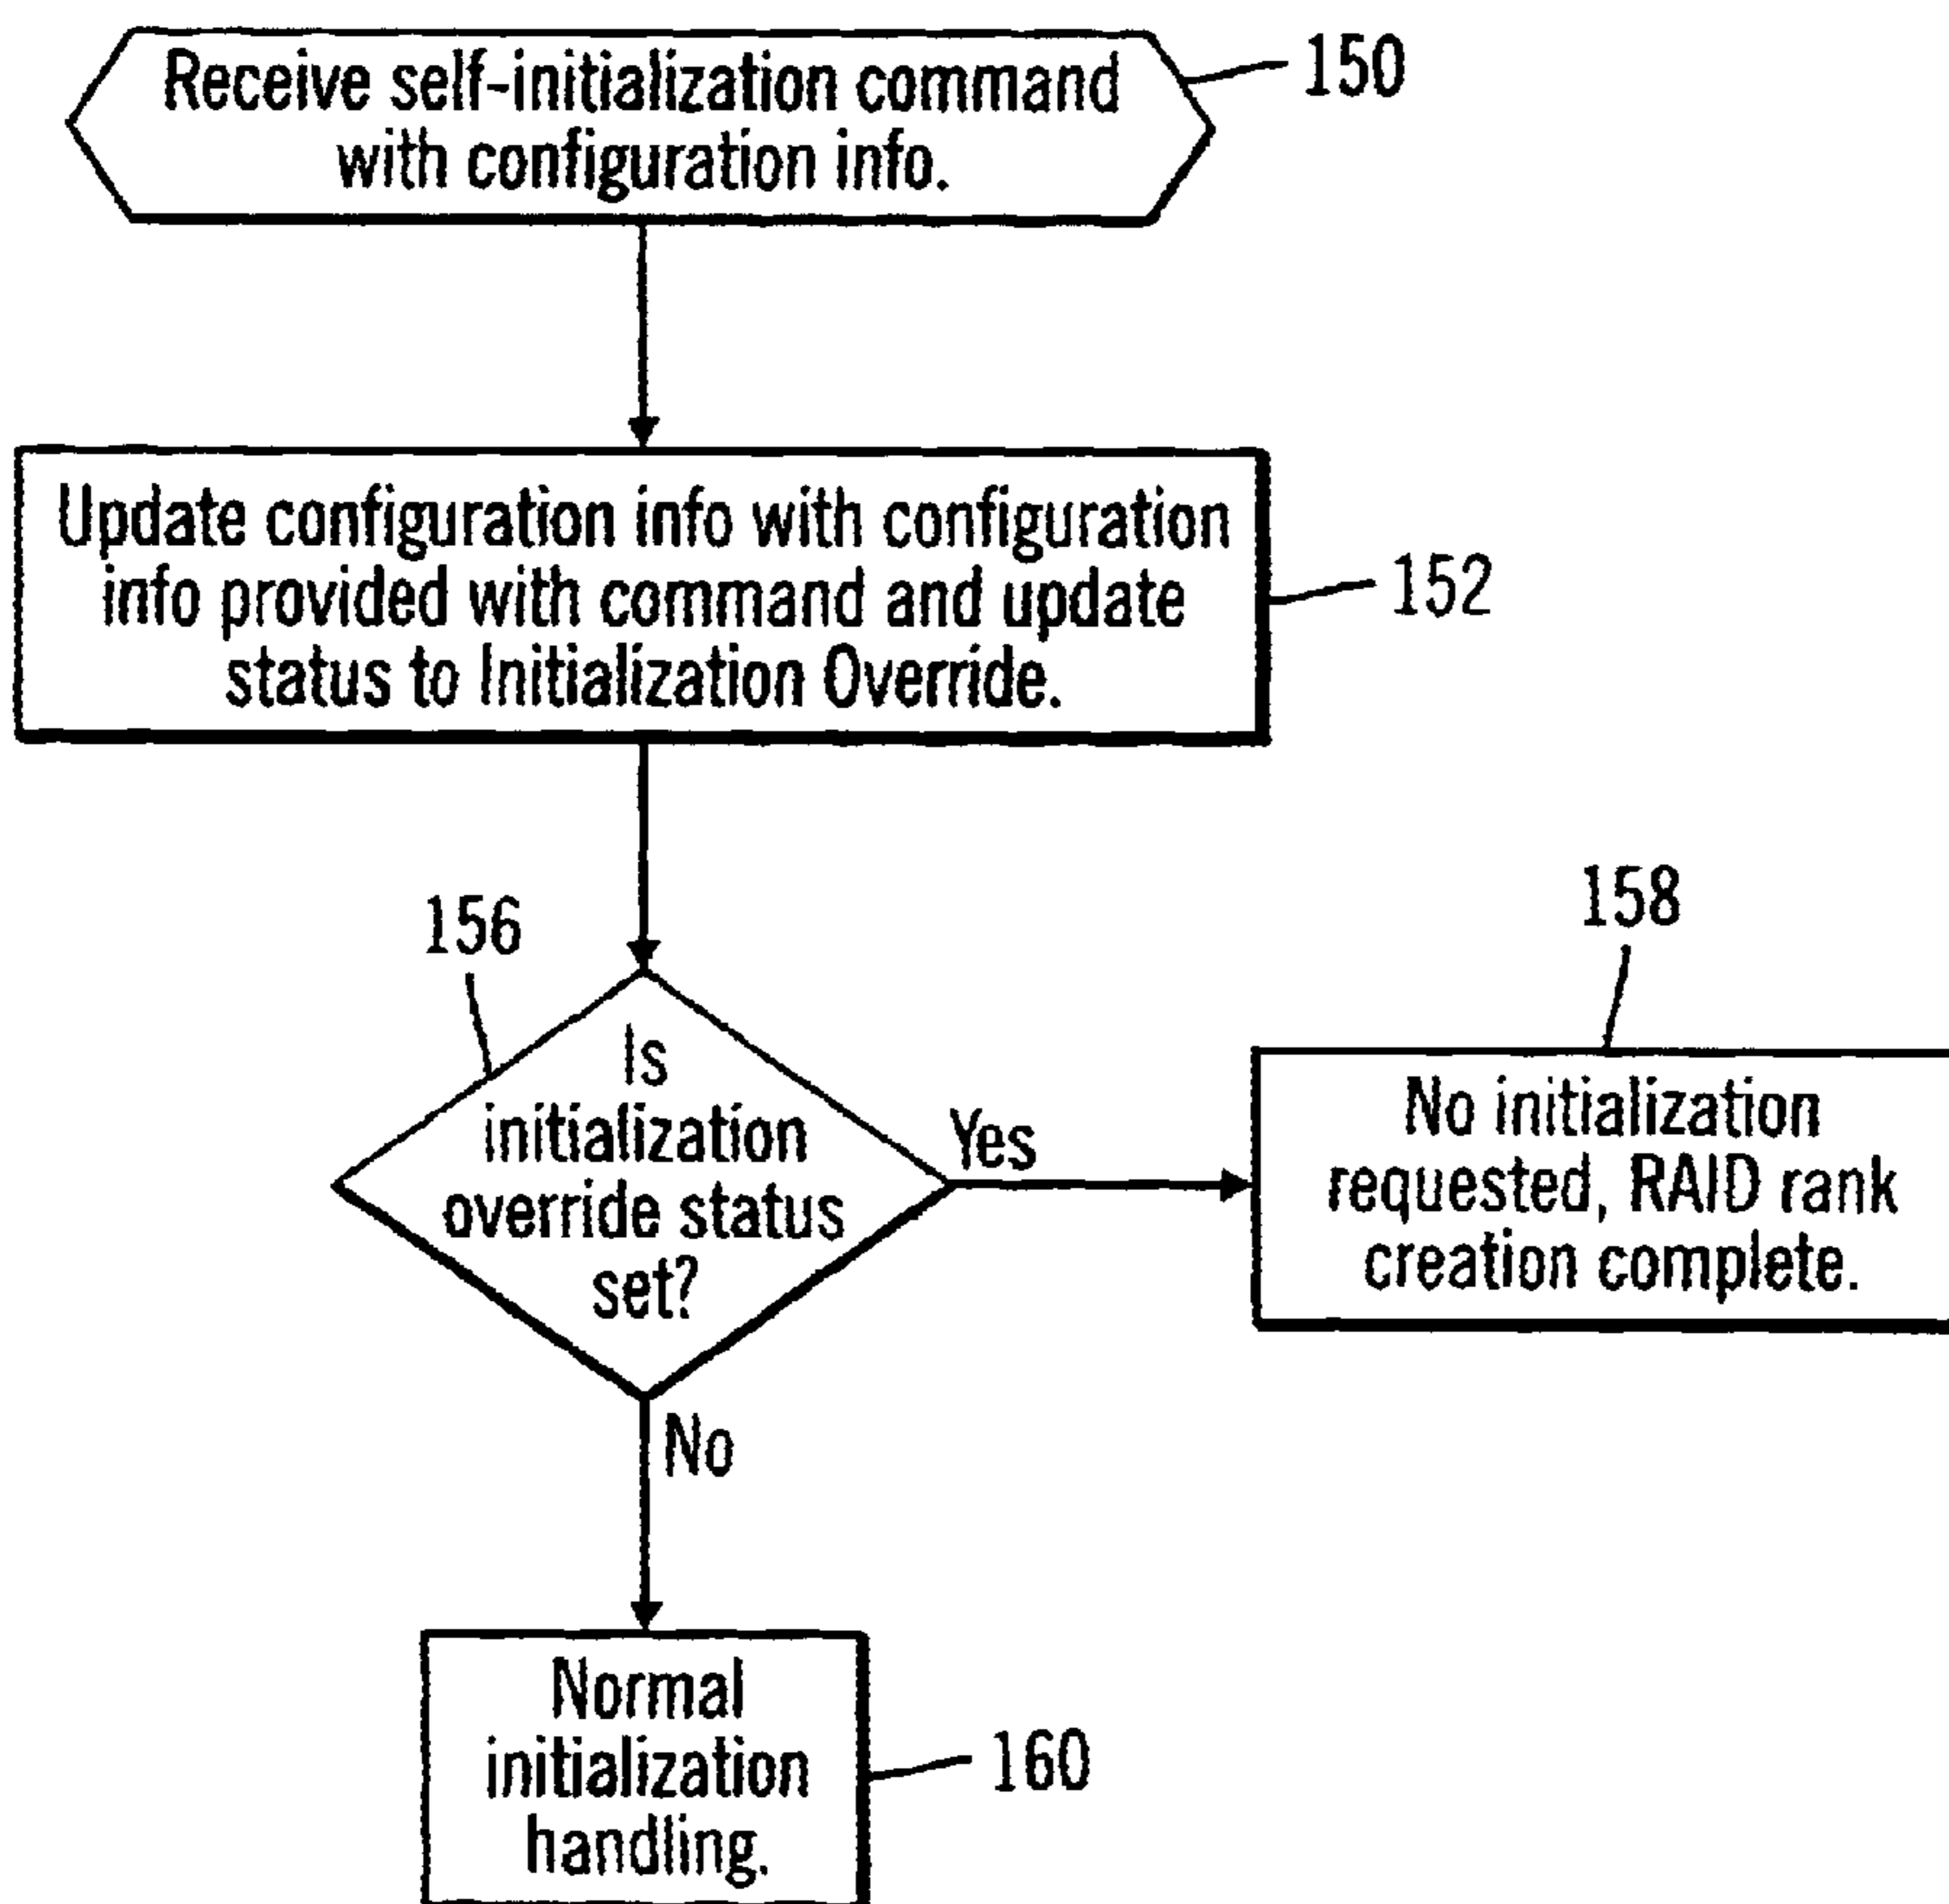 Receive self-initialization command
with configuration info.
150
Update configuration info with configuration
info provided with command and update
status to Initialization Override.
152
156
Is
initialization
override status
set?
Yes
158
No initialization
requested, RAID rank
creation complete.
No
Normal
initialization
handling.
160